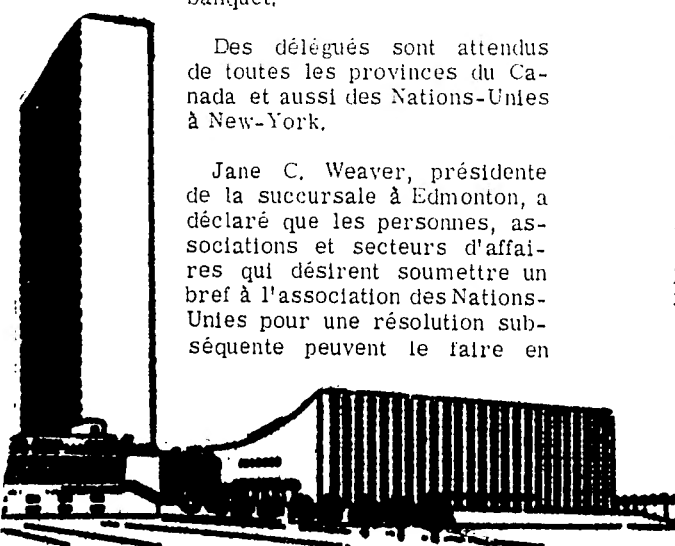 banquet.
Des délégués sont attendus
de toutes les provinces du Ca-
nada et aussi des Nations-Unies
à New-York.
Jane C. Weaver, présidente
de la succursale à Edmonton, a
déclaré que les personnes, as-
sociations et secteurs d'affai-
res qui désirent soumettre un
bref à l'association des Nations-
Unies pour une résolution sub-
séquente peuvent le faire en